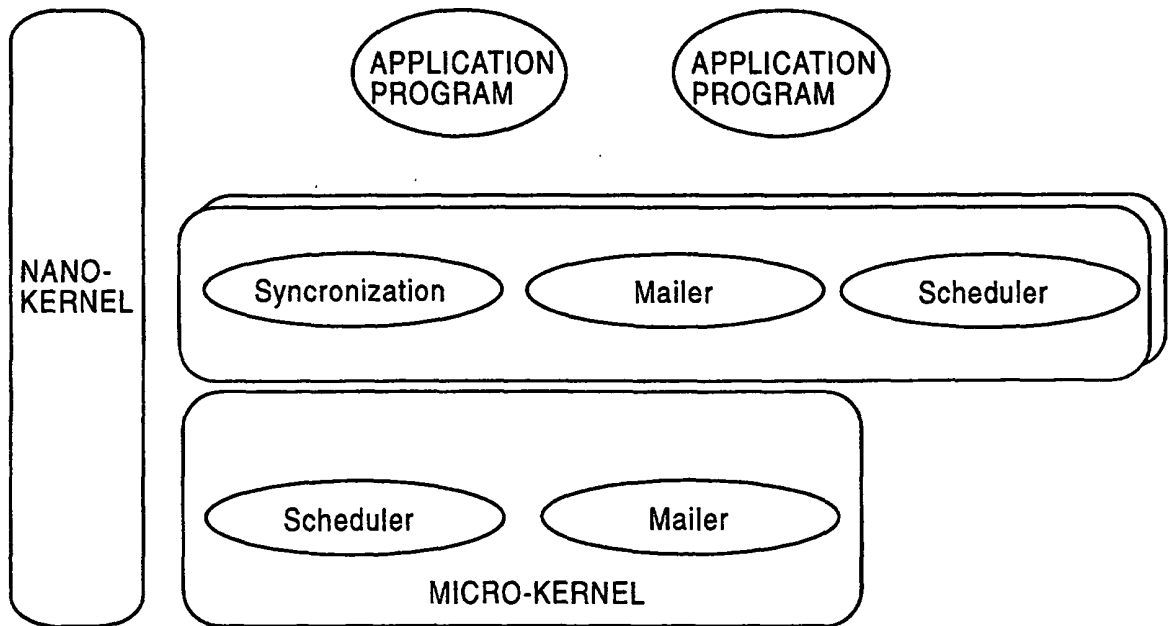 APPLICATION
PROGRAM
APPLICATION
PROGRAM
NANO-
KERNEL
Syncronization
Mailer
Scheduler
Scheduler
Mailer
MICRO-KERNEL